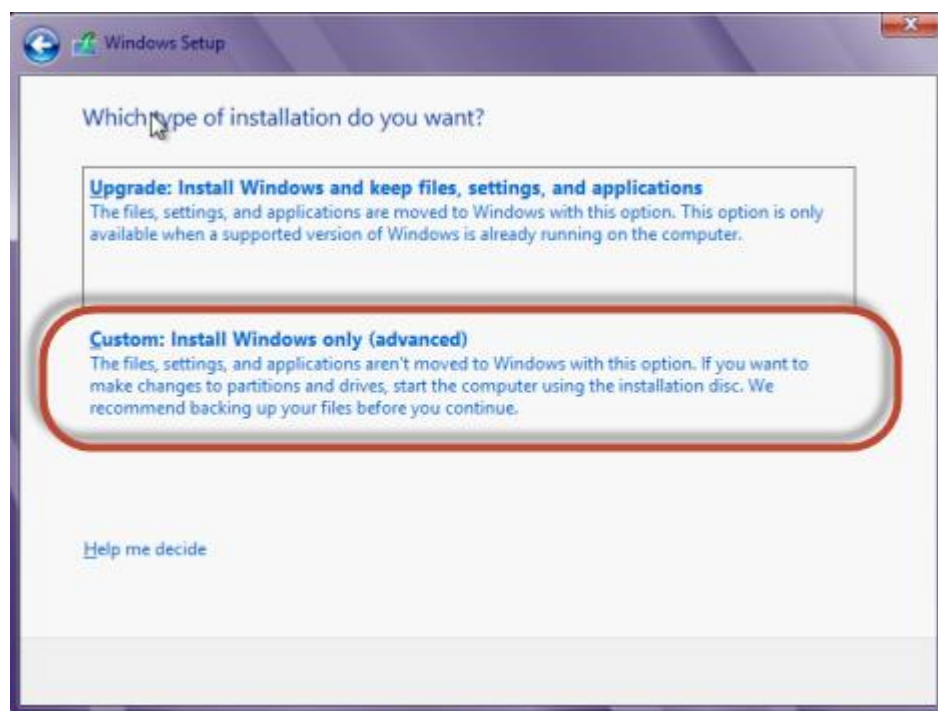 Windows Setup
Which type of installation do you want?
Upgrade: Install Windows and keep files, settings, and applications
The files, settings, and applications are moved to Windows with this option. This option is only
available when a supported version of Windows is already running on the computer.
Custom: Install Windows only (advanced)
The files, settings, and applications aren't moved to Windows with this option. If you want to
make changes to partitions and drives, start the computer using the installation disc. We
recommend backing up your files before you continue.
Help me decide